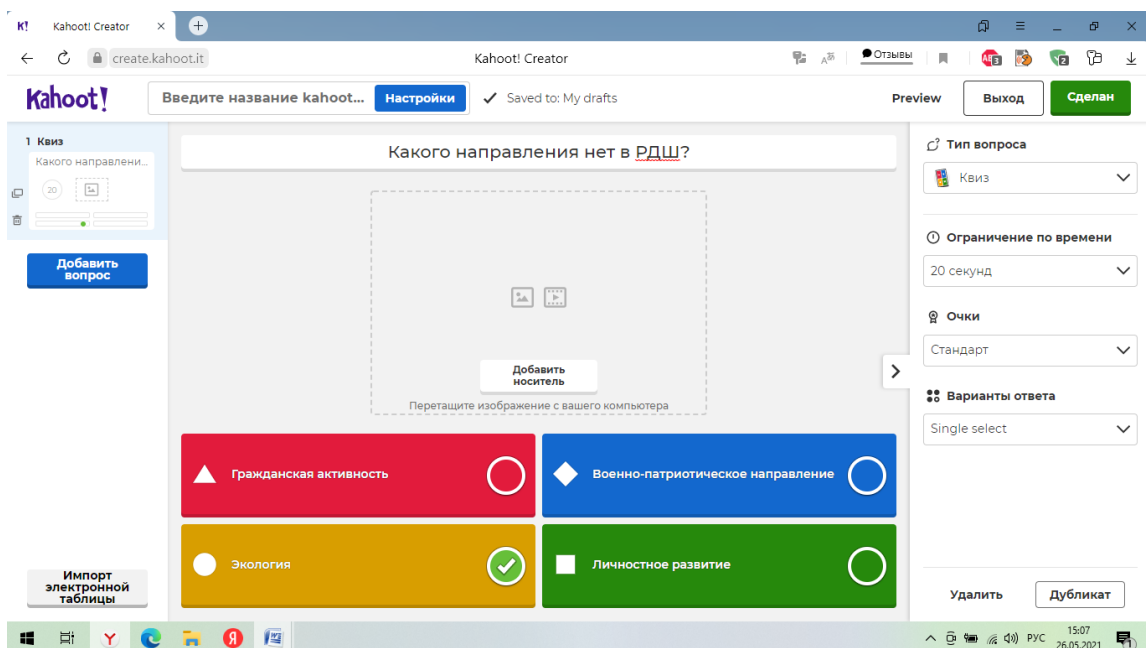 K! Kahoot! Creator
create.kahoot.it Kahoot! Creator Отзывы
Kahoot! Введите название kahoot... Настройки Saved to: My drafts Preview Выход Сделан
1 Квиз
Какого направлени...
20
Добавить
вопрос
Импорт
электронной
таблицы
Какого направления нет в РДШ?
Добавить
носитель
Перетащите изображение с вашего компьютера
Гражданская активность
Военно-патриотическое направление
Экология
Личностное развитие
Тип вопроса
Квиз
Ограничение по времени
20 секунд
Очки
Стандарт
Варианты ответа
Single select
Удалить Дубликат
РУС 15:07
26.05.2021